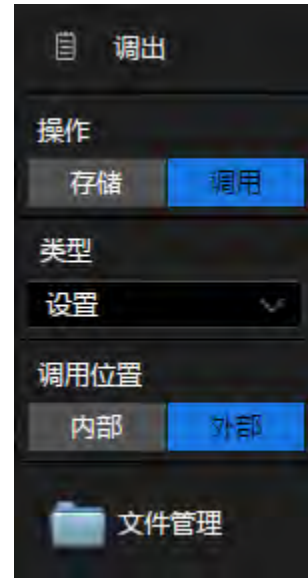 调出
操作
存储 调用
类型
设置
调用位置
内部 外部
文件管理